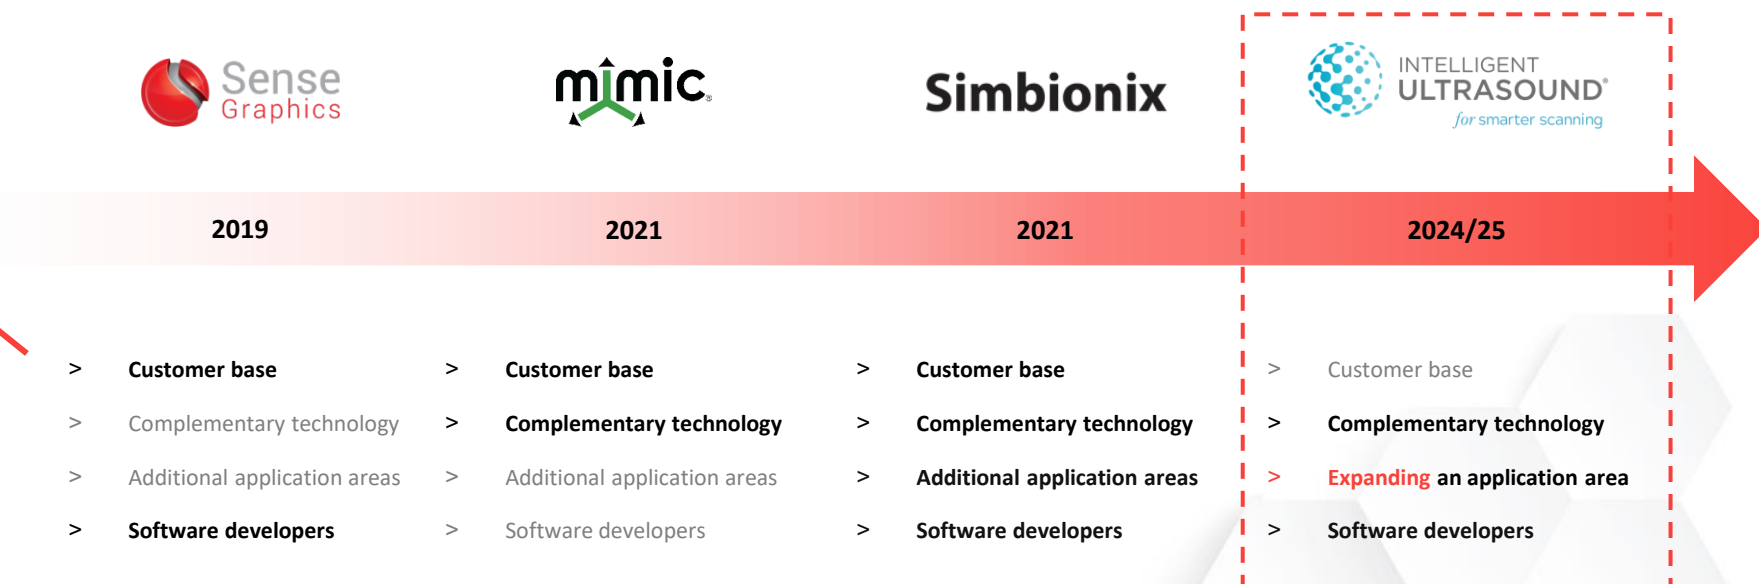 Sense
Graphics
mimic®
Simbionix
INTELLIGENT
ULTRASOUND®
for smarter scanning
2019
2021
2021
2024/25
> Customer base
> Complementary technology
> Additional application areas
> Software developers
> Customer base
> Complementary technology
> Additional application areas
> Software developers
> Customer base
> Complementary technology
> Additional application areas
> Software developers
> Customer base
> Complementary technology
> Expanding an application area
> Software developers